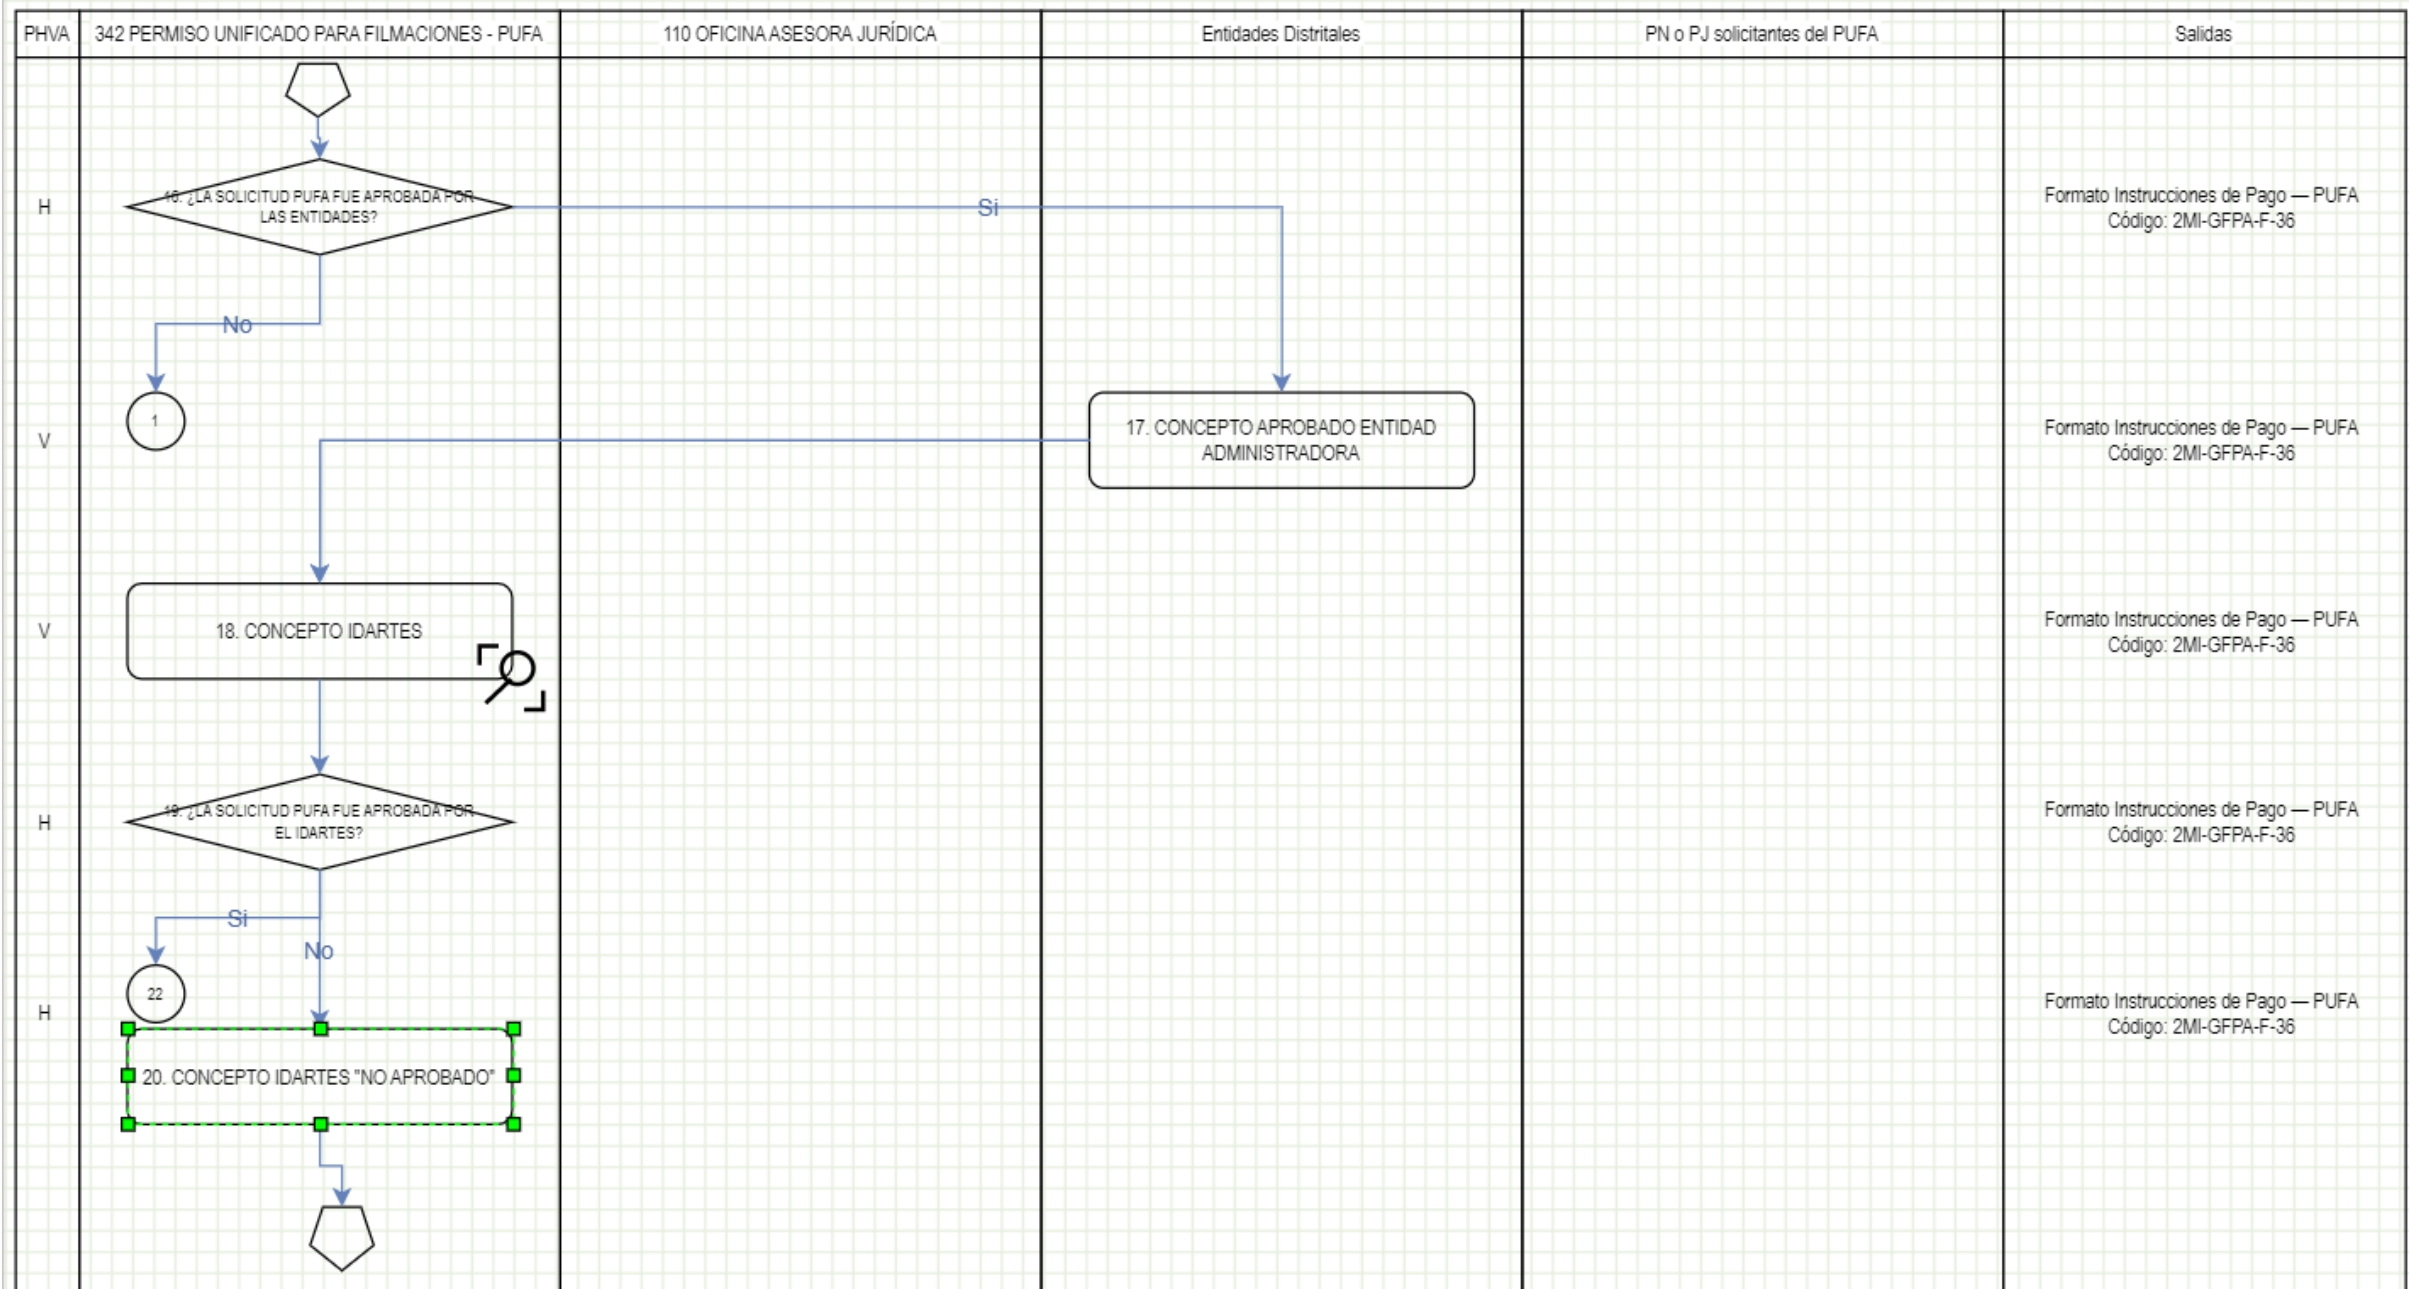 PHVA
342 PERMISO UNIFICADO PARA FILMACIONES - PUFA
110 OFICINA ASESORA JURÍDICA
Entidades Distritales
PN o PJ solicitantes del PUFA
Salidas
H
16. ¿LA SOLICITUD PUFA FUE APROBADA POR
LAS ENTIDADES?
Si
Formato Instrucciones de Pago — PUFA
Código: 2MI-GFPA-F-36
No
V
1
17. CONCEPTO APROBADO ENTIDAD
ADMINISTRADORA
Formato Instrucciones de Pago — PUFA
Código: 2MI-GFPA-F-36
V
18. CONCEPTO IDARTES
Formato Instrucciones de Pago — PUFA
Código: 2MI-GFPA-F-36
H
19. ¿LA SOLICITUD PUFA FUE APROBADA POR
EL IDARTES?
Formato Instrucciones de Pago — PUFA
Código: 2MI-GFPA-F-36
Si
No
H
22
Formato Instrucciones de Pago — PUFA
Código: 2MI-GFPA-F-36
20. CONCEPTO IDARTES "NO APROBADO"